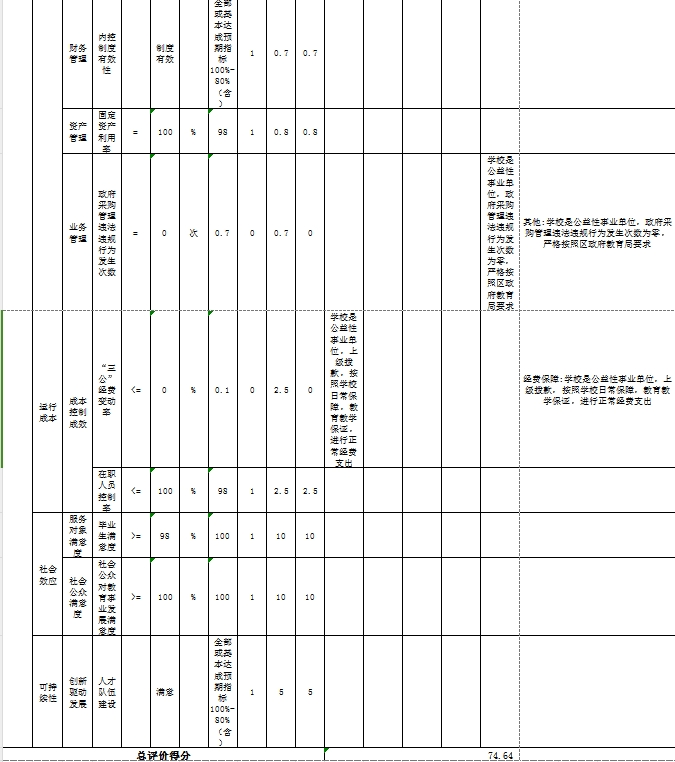 财务管理 内控制度有效性 制度有效 全部或基本达成预期指标100%-80%（含） 1 0.7 0.7
资产管理 固定资产利用率 = 100 % 98 1 0.8 0.8
业务管理 政府采购管理违法违规行为发生次数 = 0 次 0.7 0 0.7 0 学校是公益性事业单位，政府采购管理违法违规行为发生次数为零，严格按照区政府教育局要求 其他:学校是公益性事业单位，政府采购管理违法违规行为发生次数为零，严格按照区政府教育局要求
运行成本 成本控制成效 “三公”经费变动率 <= 0 % 0.1 0 2.5 0 学校是公益性事业单位，上级拨款，按照学校日常保障，教育教学保证，进行正常经费支出 经费保障:学校是公益性事业单位，上级拨款，按照学校日常保障，教育教学保证，进行正常经费支出
在职人员控制率 <= 100 % 98 1 2.5 2.5
社会效应 服务对象满意度 毕业生满意度 >= 98 % 100 1 10 10
社会公众满意度 社会公众对教育事业发展满意度 >= 100 % 100 1 10 10
可持续性 创新驱动发展 人才队伍建设 满意 全部或基本达成预期指标100%-80%（含） 1 5 5
总评价得分 74.64